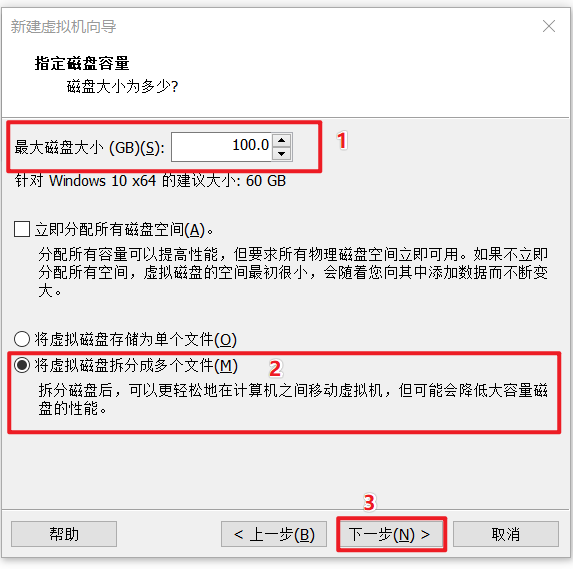 新建虚拟机向导
指定磁盘容量
磁盘大小为多少?
最大磁盘大小 (GB)(S): 100.0 1
针对 Windows 10 x64 的建议大小: 60 GB
立即分配所有磁盘空间(A)。
分配所有容量可以提高性能，但要求所有物理磁盘空间立即可用。如果不立即
分配所有空间，虚拟磁盘的空间最初很小，会随着您向其中添加数据而不断变
大。
将虚拟磁盘存储为单个文件(O)
将虚拟磁盘拆分成多个文件(M) 2
拆分磁盘后，可以更轻松地在计算机之间移动虚拟机，但可能会降低大容量磁
盘的性能。
3
帮助 < 上一步(B) 下一步(N) > 取消